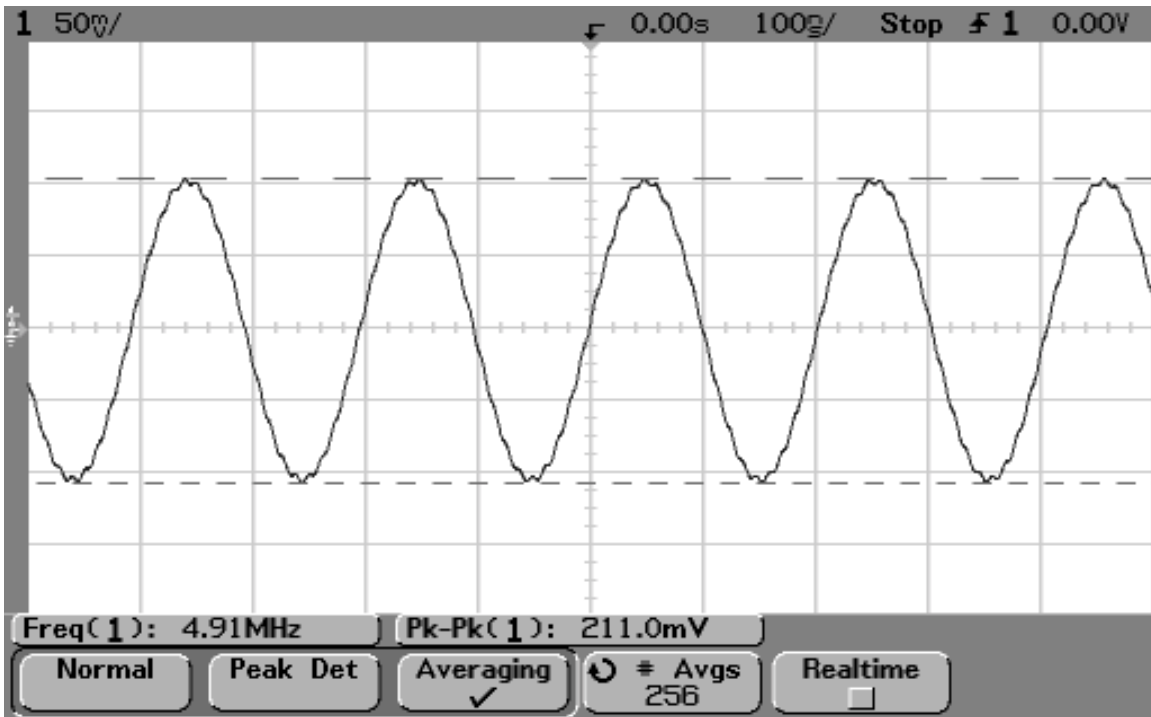 1 50mV/ 0.00s 100ns/ Stop 1 0.00V
Freq(1): 4.91MHz Pk-Pk(1): 211.0mV
Normal Peak Det Averaging # Avgs Realtime
✓ 256